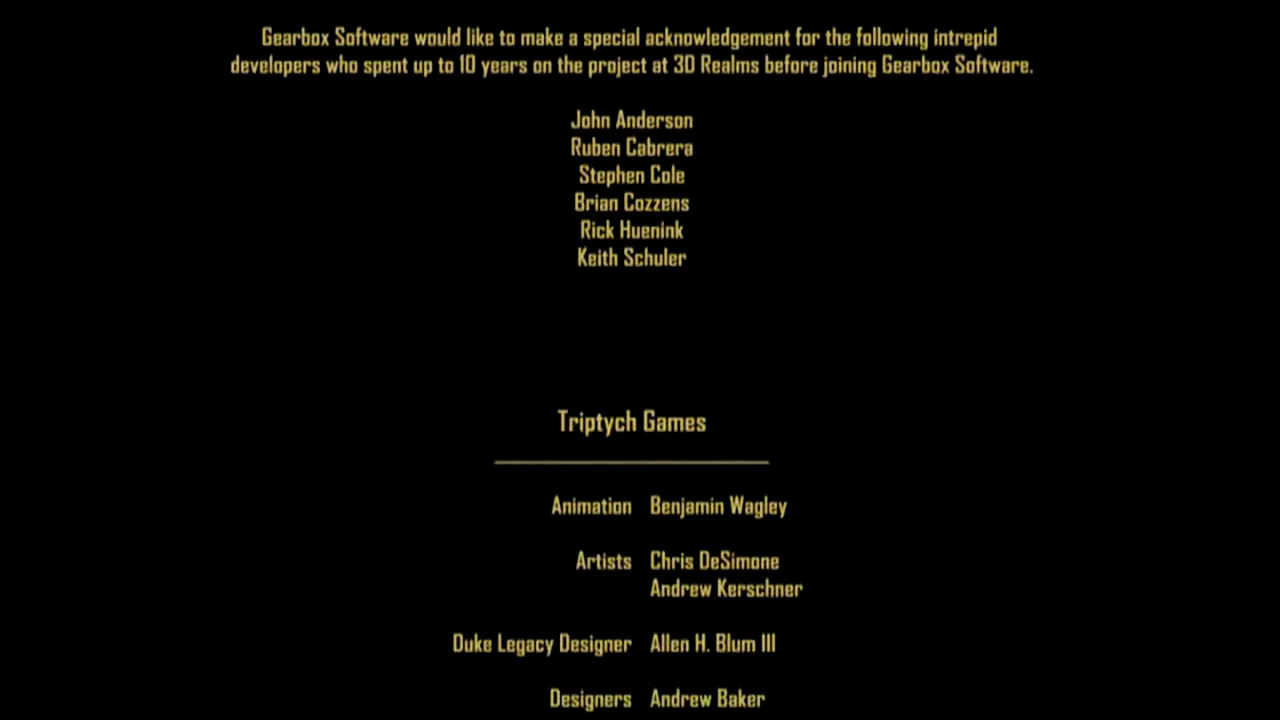 Gearbox Software would like to make a special acknowledgement for the following intrepid
developers who spent up to 10 years on the project at 3D Realms before joining Gearbox Software.
John Anderson
Ruben Cabrera
Stephen Cole
Brian Cozzens
Rick Huenink
Keith Schuler
Triptych Games
Animation Benjamin Wagley
Artists Chris DeSimone
Andrew Kerschner
Duke Legacy Designer Allen H. Blum III
Designers Andrew Baker